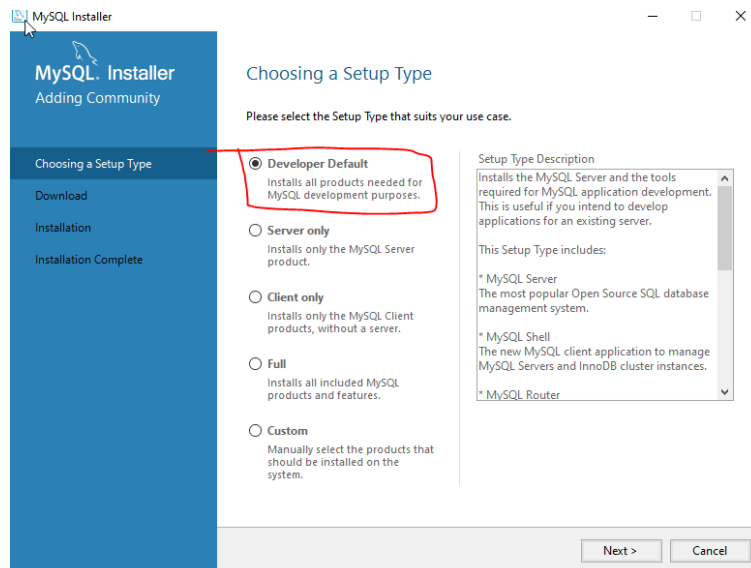 MySQL Installer
MySQL. Installer
Adding Community
Choosing a Setup Type
Download
Installation
Installation Complete
Choosing a Setup Type
Please select the Setup Type that suits your use case.
Developer Default
Installs all products needed for
MySQL development purposes.
Server only
Installs only the MySQL Server
product.
Client only
Installs only the MySQL Client
products, without a server.
Full
Installs all included MySQL
products and features.
Custom
Manually select the products that
should be installed on the
system.
Setup Type Description
Installs the MySQL Server and the tools
required for MySQL application development.
This is useful if you intend to develop
applications for an existing server.
This Setup Type includes:
* MySQL Server
The most popular Open Source SQL database
management system.
* MySQL Shell
The new MySQL client application to manage
MySQL Servers and InnoDB cluster instances.
* MySQL Router
Next >
Cancel